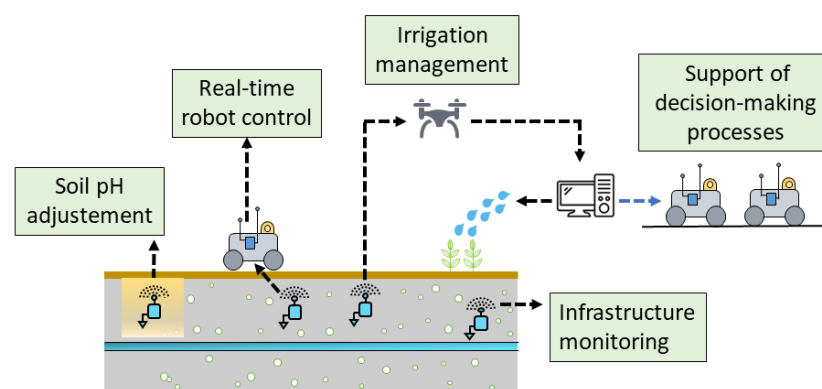 Irrigation
management
Real-time
robot control
Support of
decision-making
processes
Soil pH
adjustement
Infrastructure
monitoring